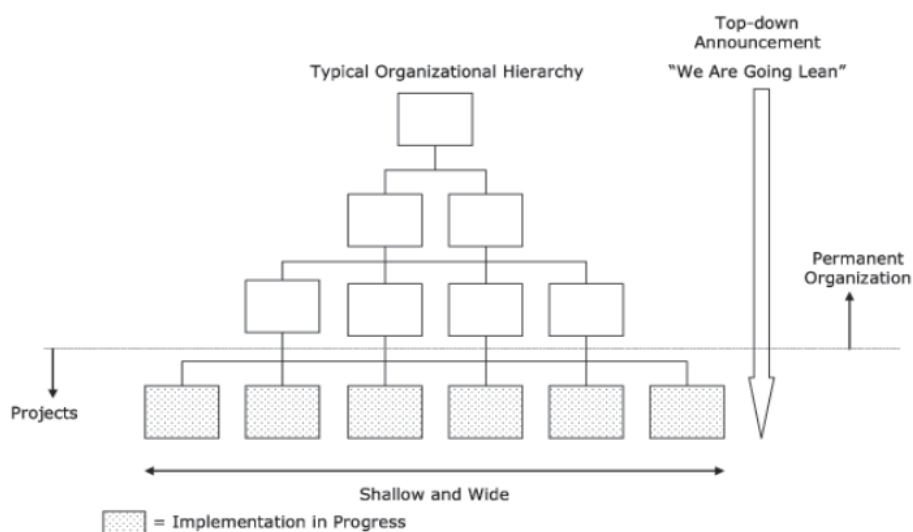 Top-down
Announcement
"We Are Going Lean"
Typical Organizational Hierarchy
Permanent
Organization
Projects
Shallow and Wide
= Implementation in Progress